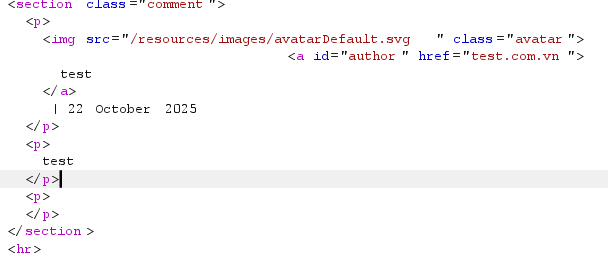 <section class="comment">
<p>
<img src="/resources/images/avatarDefault.svg" class="avatar">
<a id="author" href="test.com.vn">
test
</a>
| 22 October 2025
</p>
<p>
test
</p>
<p>
</p>
</section>
<hr>